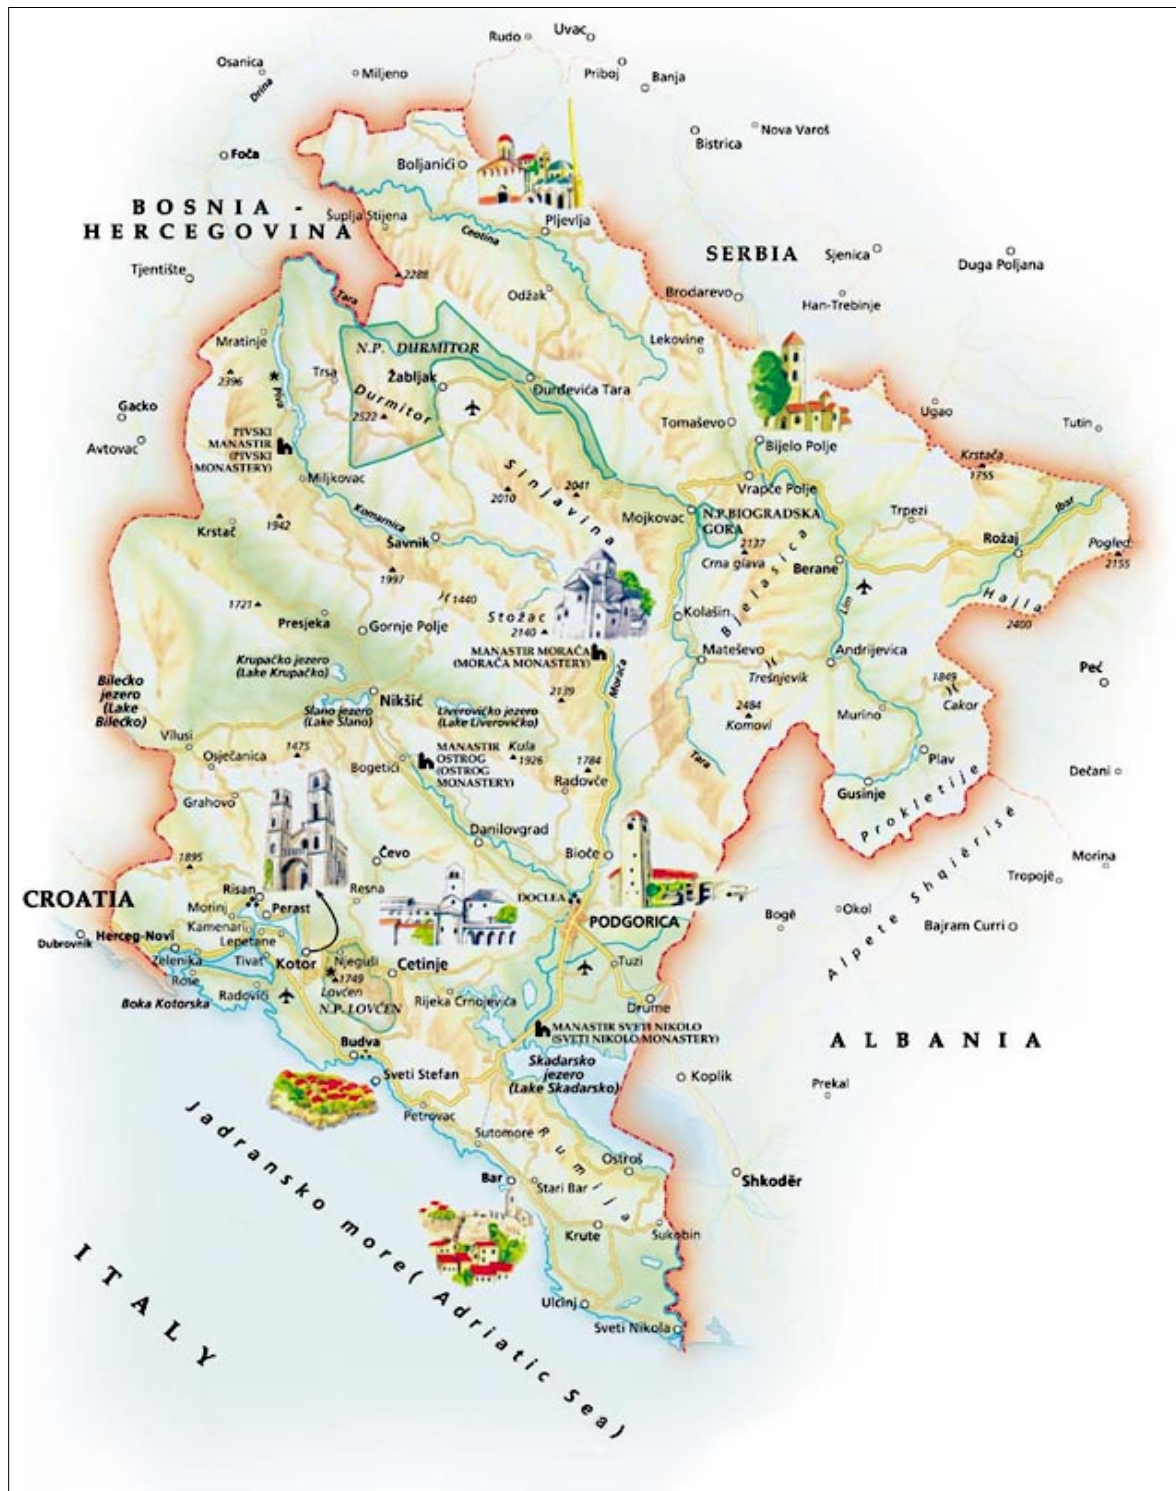 Rudo
Uvac
Osanica
Drina
Miljeno
Priboj
Banja
Bistrica
Nova Varoš
Foča
Boljanići
BOSNIA -
HERCEGOVINA
Šuplja Stijena
Pljevlja
Ceotina
SERBIA
Sjenica
Duga Poljana
Tjentište
2288
Tara
Odžak
Brodarevo
Han-Trebinje
Mratinje
N.P. DURMITOR
Lekovine
2396
Trsa
Žabljak
Piva
Durmitor
2522
Đurđevića Tara
Gacko
Avtovac
Tomaševo
Ugao
Tutin
PIVSKI
MANASTIR
(PIVSKI
MONASTERY)
Bijelo Polje
Krstača
1755
Miljkovac
Sinjavina
2010
2041
Vrapče Polje
Ibar
Komarnica
Mojkovac
N.P.BIOGRADSKA
GORA
Trpezi
Krstač
1942
Šavnik
2137
Crna glava
Rožaj
Pogled
2155
Berane
1997
1440
Bjelasica
Lim
Hajla
2400
1721
Presjeka
Gornje Polje
Stožac
2140
Kolašin
MANASTIR MORAČA
(MORAČA MONASTERY)
Mateševo
Andrijevica
Krupačko jezero
(Lake Krupačko)
Morača
Trešnjevik
Peć
Bilećko
jezero
(Lake
Bilećko)
Nikšić
2139
1849
Cakor
Slano jezero
(Lake Slano)
Liverovičko jezero
(Lake Liverovičko)
2484
Komovi
Murino
Vilusi
Osječanica
1475
Bogetići
MANASTIR
OSTROG
(OSTROG
MONASTERY)
Kula
1926
1784
Radovče
Tara
Plav
Dečani
Gusinje
Prokletije
Grahovo
Danilovgrad
Čevo
Bioče
1895
Morina
Tropojë
CROATIA
Risan
Resna
DOCLEA
Morinj
Perast
PODGORICA
Bogë
Okol
Bajram Curri
Alpete Shqiërisë
Dubrovnik
Herceg-Novi
Kamenari
Lepetane
Zelenika
Tivat
Kotor
Njeguši
Cetinje
Tuzi
Rose
Radovići
1749
Lovćen
N.P. LOVĆEN
Rijeka Crnojevića
Drume
Boka Kotorska
MANASTIR SVETI NIKOLO
(SVETI NIKOLO MONASTERY)
ALBANIA
Budva
Skadarsko
jezero
(Lake Skadarsko)
Sveti Stefan
Koplik
Prekal
Petrovac
Jadransko more( Adriatic Sea)
Sutomore
Rumija
Ostroš
Bar
Stari Bar
Shkodër
Krute
Sukobin
ITALY
Ulcinj
Sveti Nikola